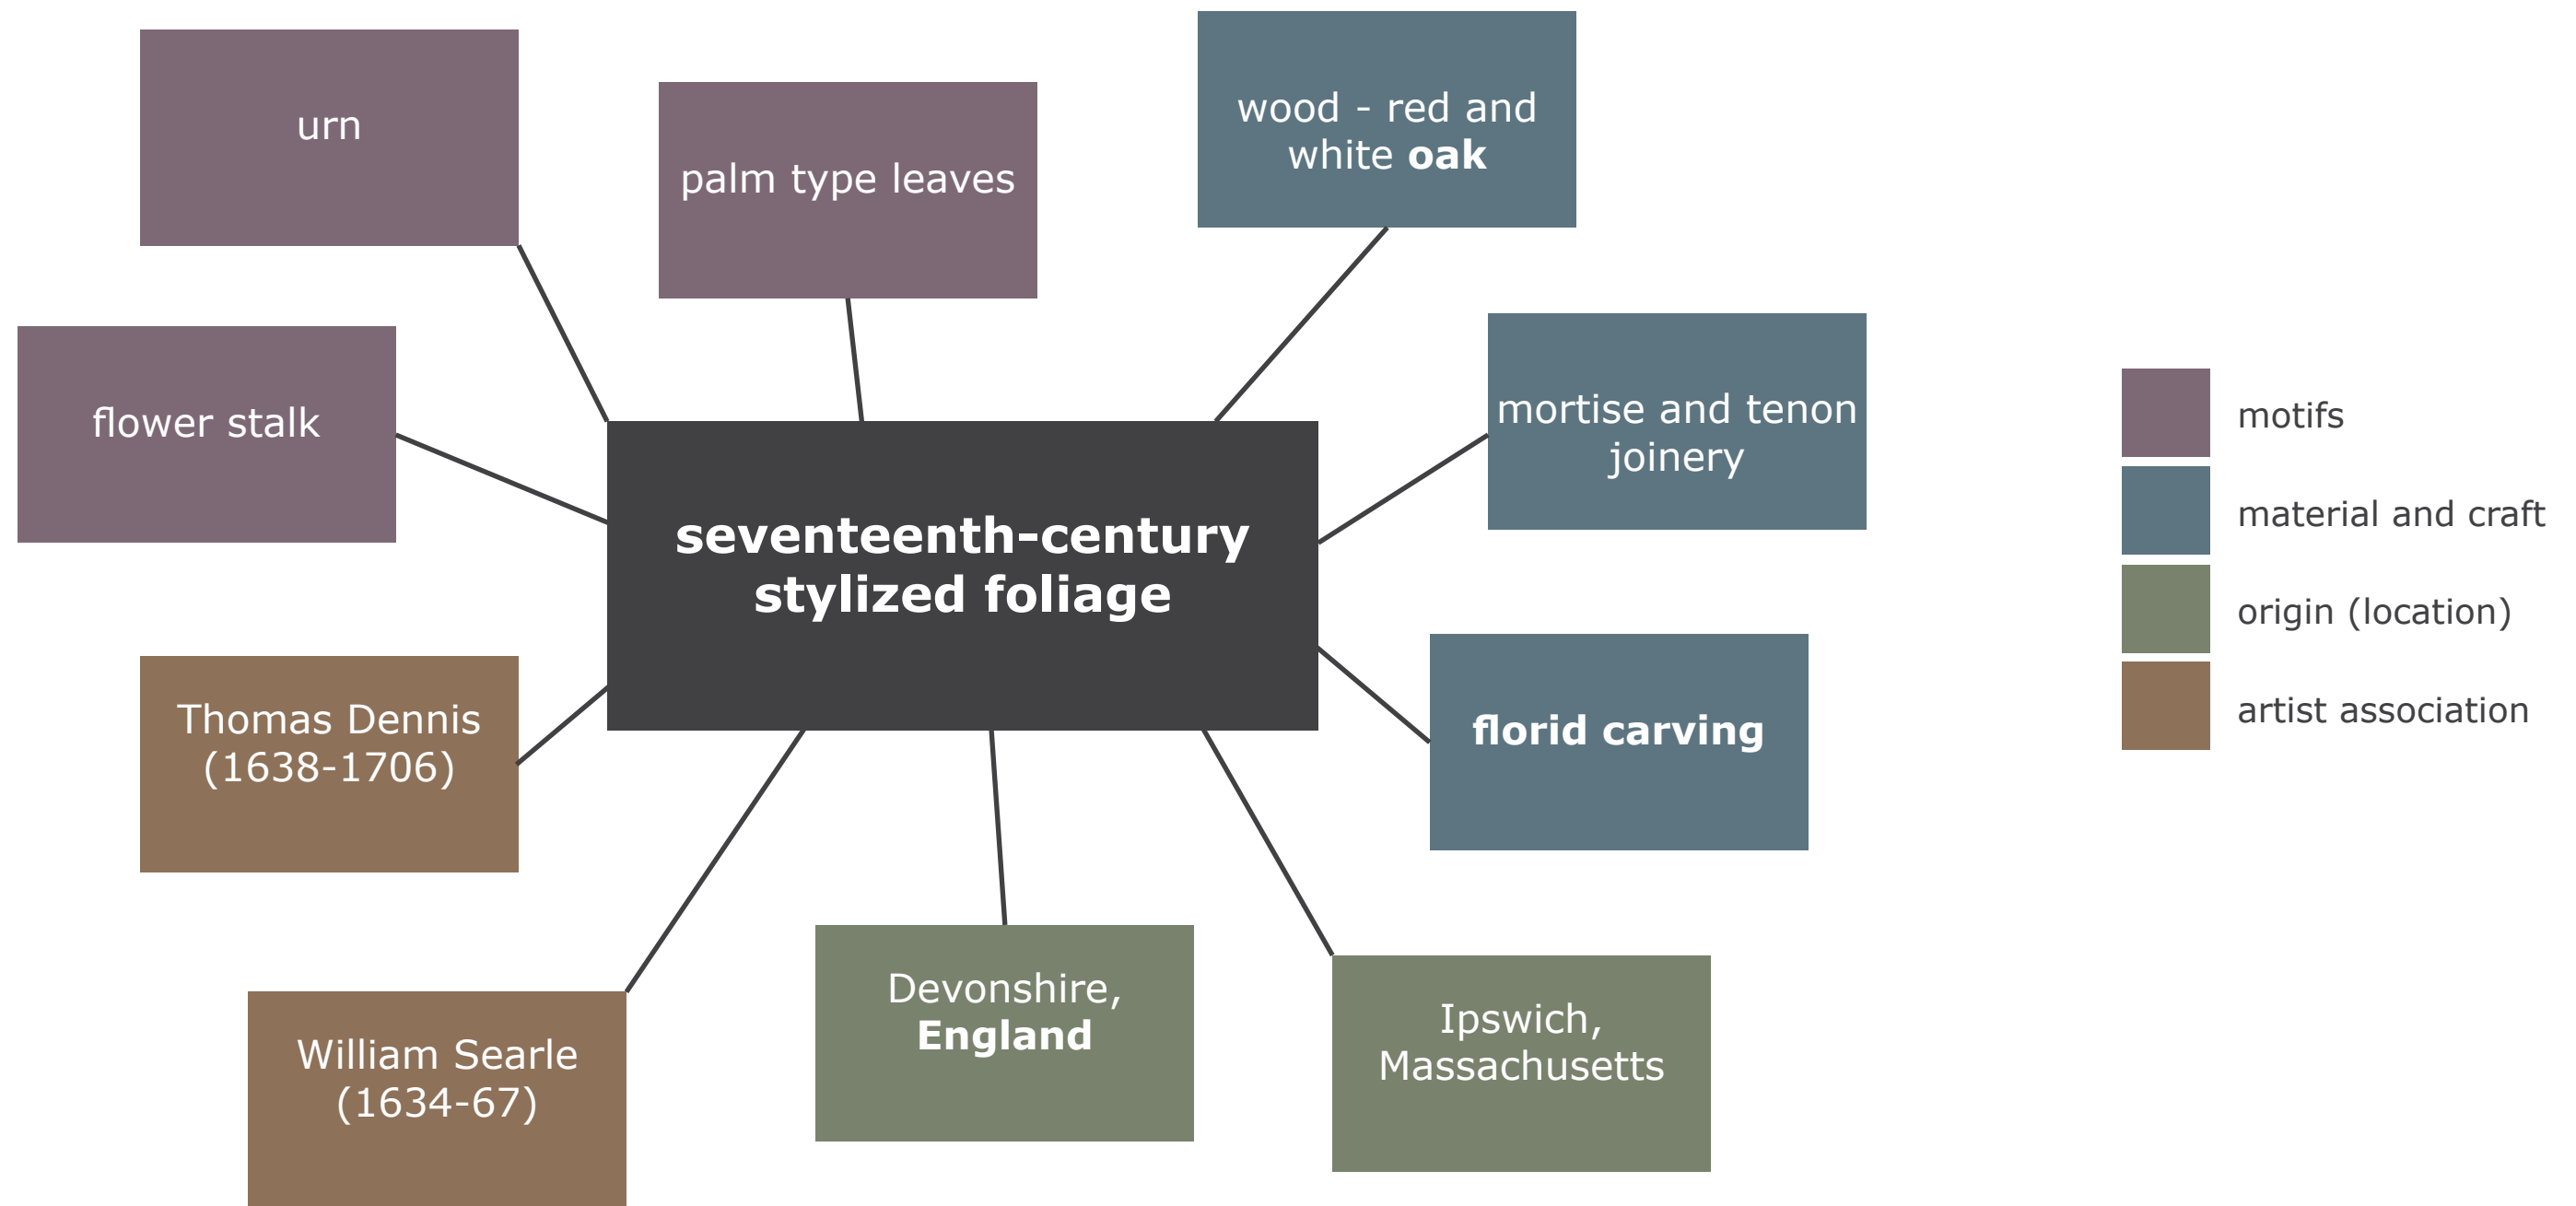 urn
palm type leaves
wood - red and
white oak
flower stalk
mortise and tenon
joinery
seventeenth-century
stylized foliage
Thomas Dennis
(1638-1706)
florid carving
William Searle
(1634-67)
Devonshire,
England
Ipswich,
Massachusetts
motifs
material and craft
origin (location)
artist association